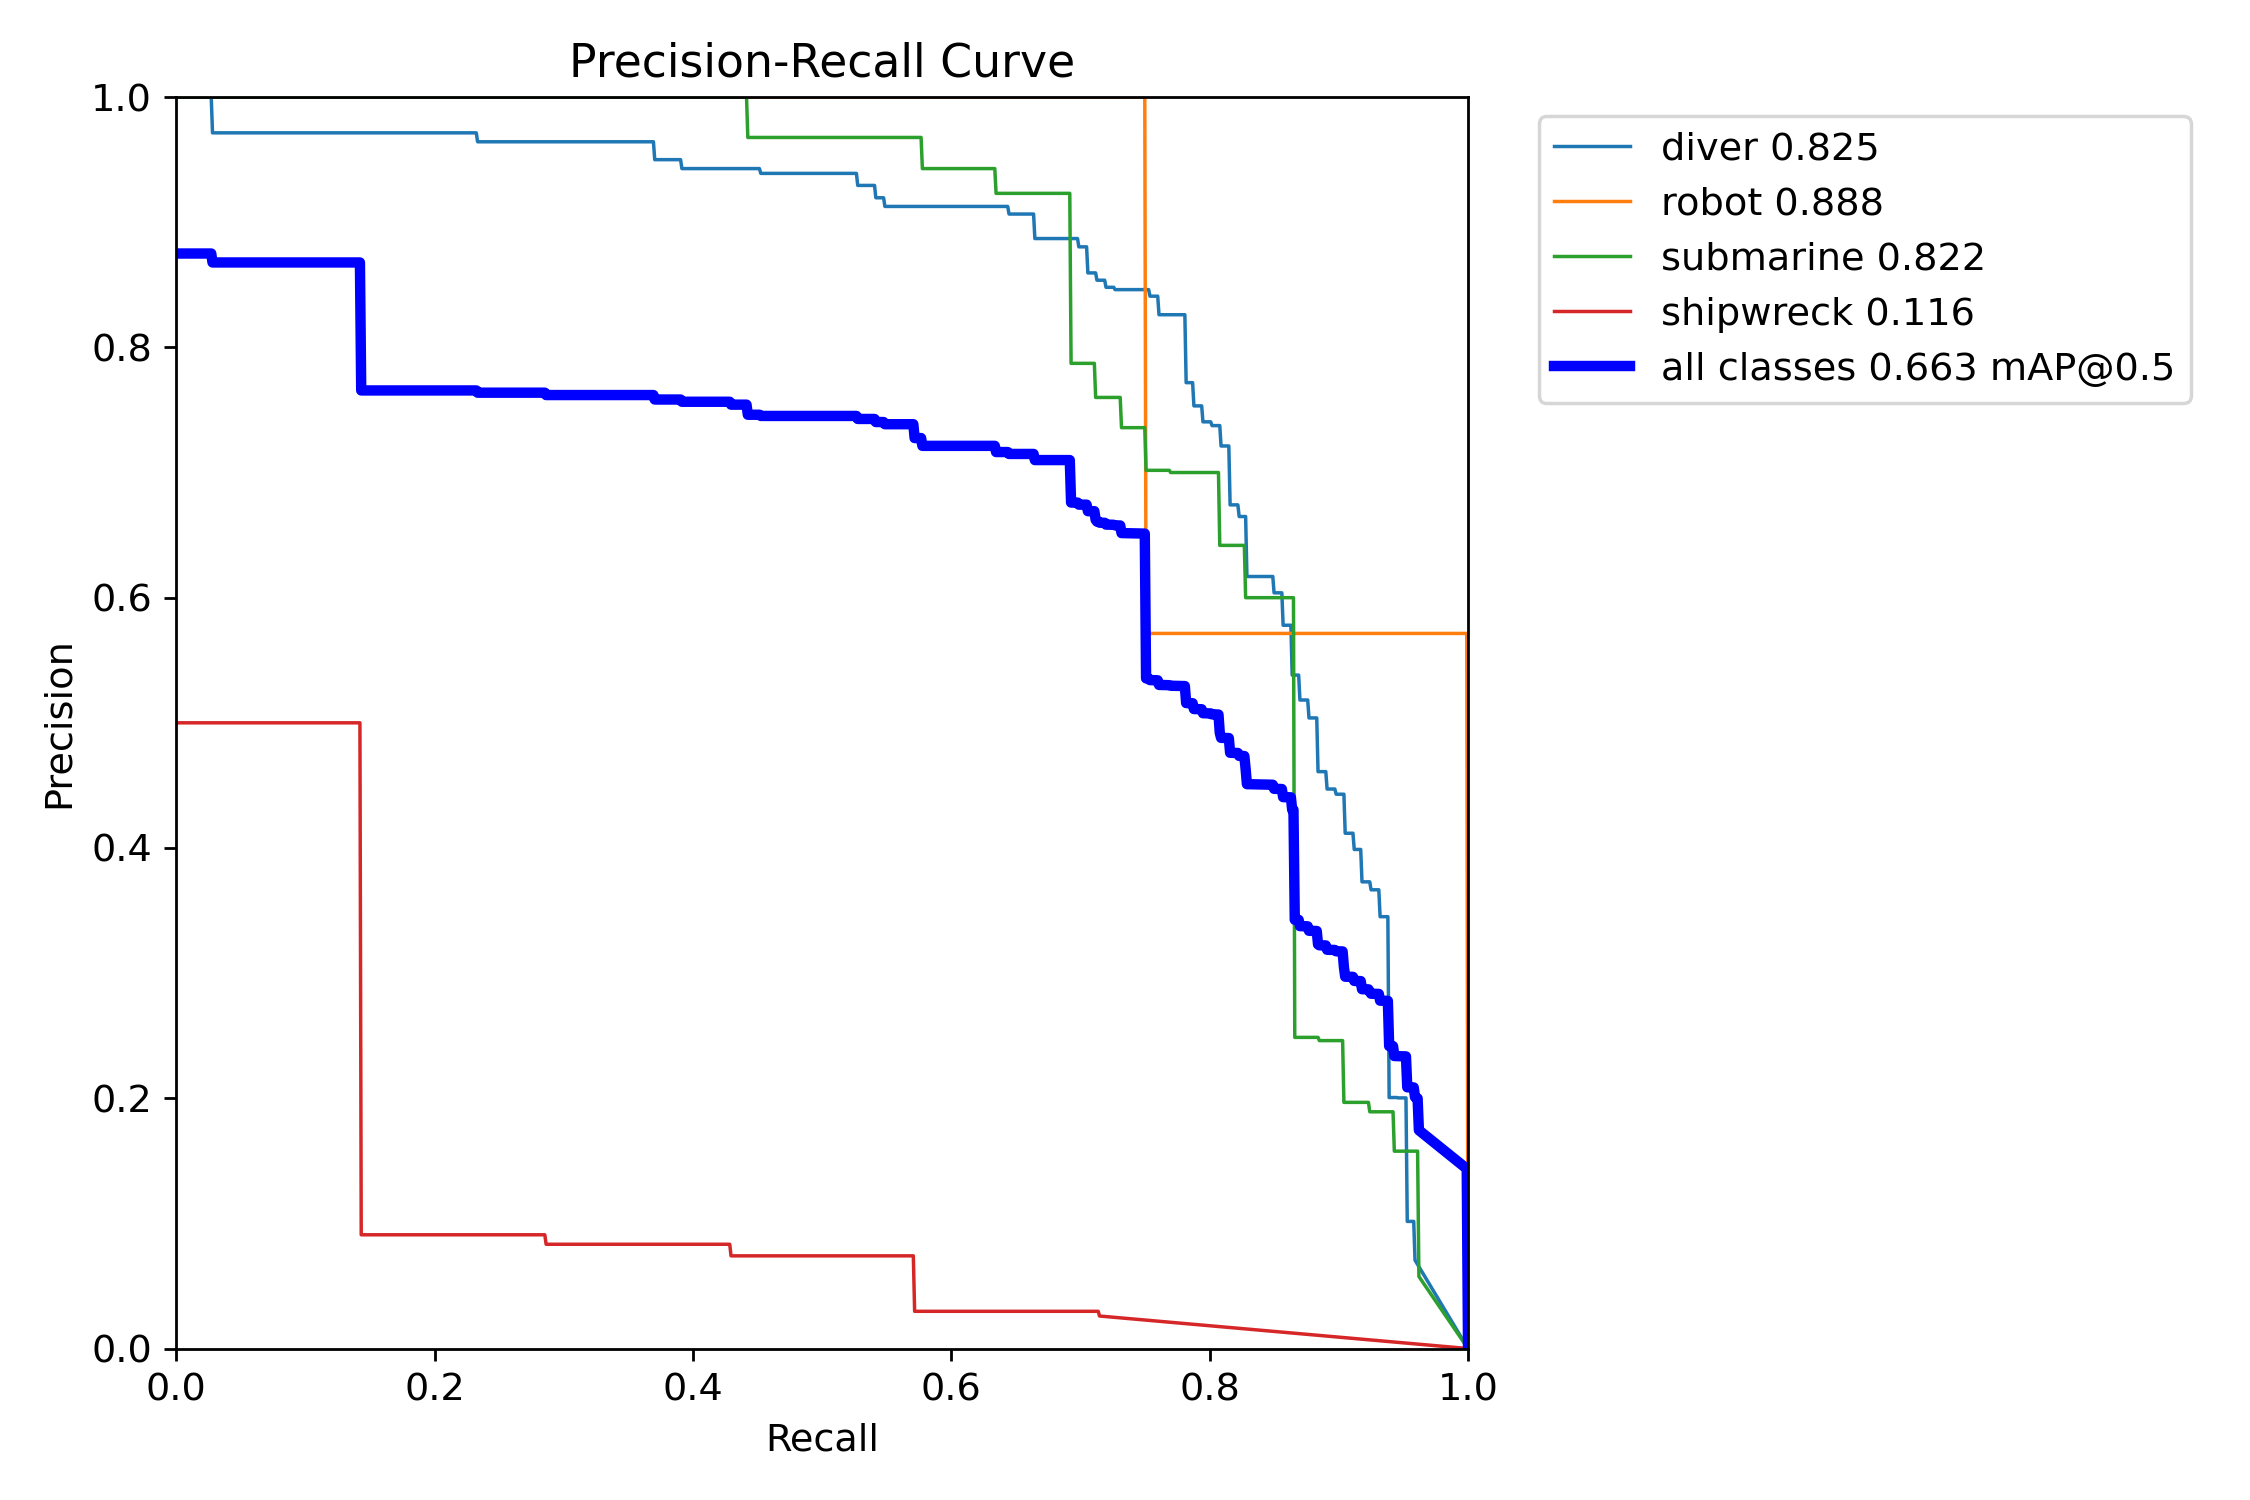 Precision-Recall Curve
1.0
0.8
0.6
0.4
0.2
0.0
Precision
0.0 0.2 0.4 0.6 0.8 1.0
Recall
diver 0.825
robot 0.888
submarine 0.822
shipwreck 0.116
all classes 0.663 mAP@0.5